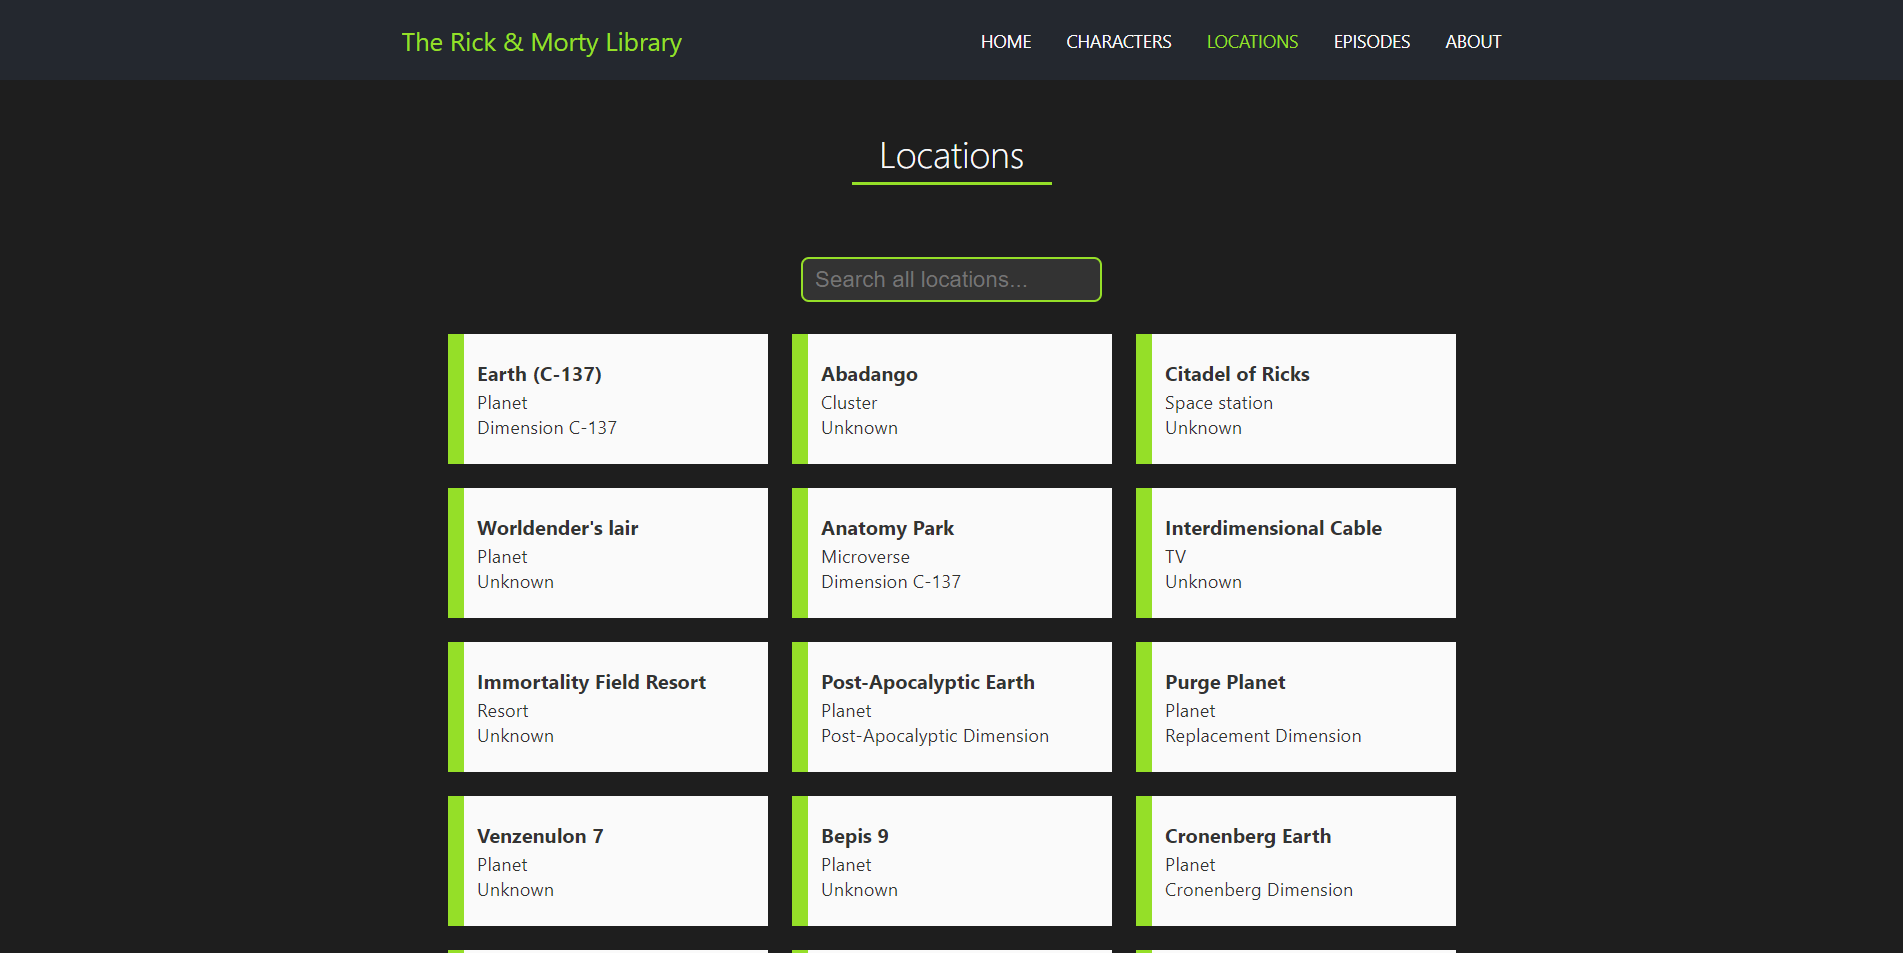 The Rick & Morty Library
HOME CHARACTERS LOCATIONS EPISODES ABOUT
Locations
Search all locations...
Earth (C-137)
Planet
Dimension C-137
Abadango
Cluster
Unknown
Citadel of Ricks
Space station
Unknown
Worldender's lair
Planet
Unknown
Anatomy Park
Microverse
Dimension C-137
Interdimensional Cable
TV
Unknown
Immortality Field Resort
Resort
Unknown
Post-Apocalyptic Earth
Planet
Post-Apocalyptic Dimension
Purge Planet
Planet
Replacement Dimension
Venzenulon 7
Planet
Unknown
Bepis 9
Planet
Unknown
Cronenberg Earth
Planet
Cronenberg Dimension